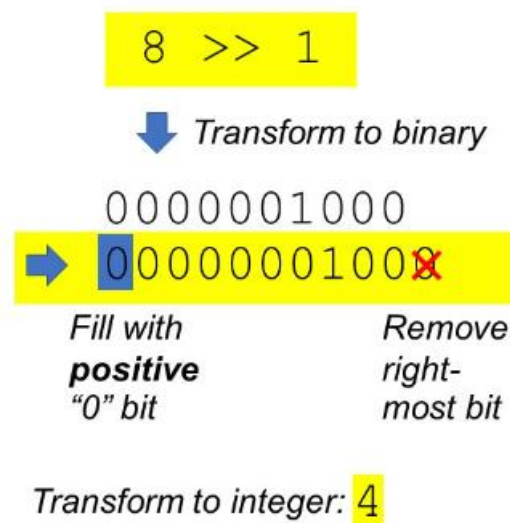 8 >> 1
Transform to binary
0000001000
00000001000
Fill with Remove
positive right-
“0” bit most bit
Transform to integer: 4